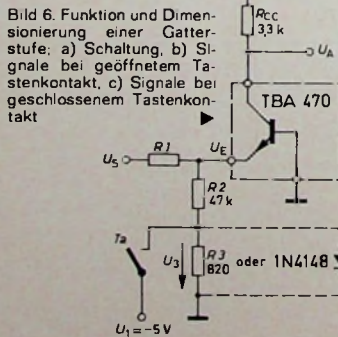 Bild 6. Funktion und Dimen-
sionierung einer Gatter-
stufe; a) Schaltung, b) Si-
gnale bei geöffnetem Ta-
stenkontakt, c) Signale bei
geschlossenem Tastenkon-
takt
RCC
3,3 k
UA
TBA 470
US
R1
UE
R2
47k
Ta
U3
R3
820
oder 1N4148
U1=-5V